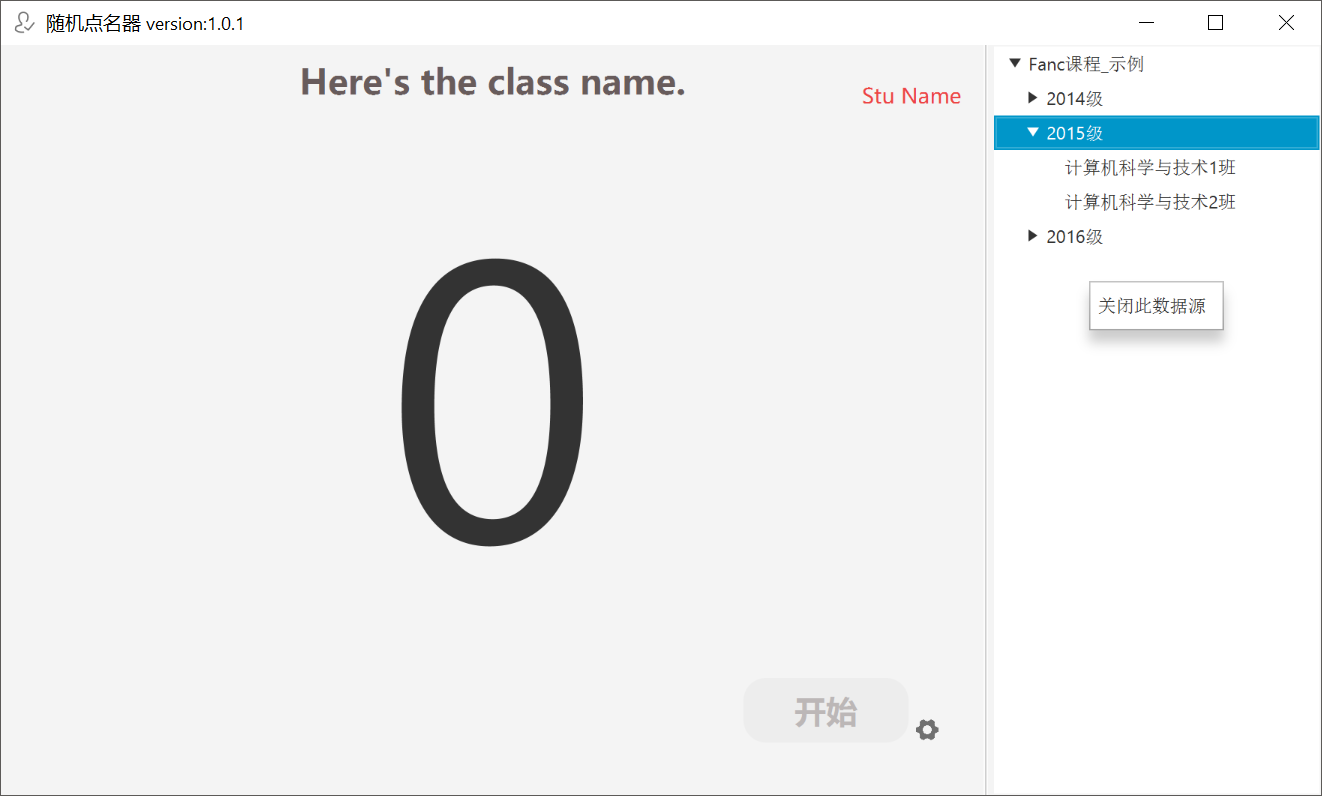 随机点名器 version:1.0.1
Here's the class name.
Stu Name
0
开始
Fanc课程_示例
2014级
2015级
计算机科学与技术1班
计算机科学与技术2班
2016级
关闭此数据源